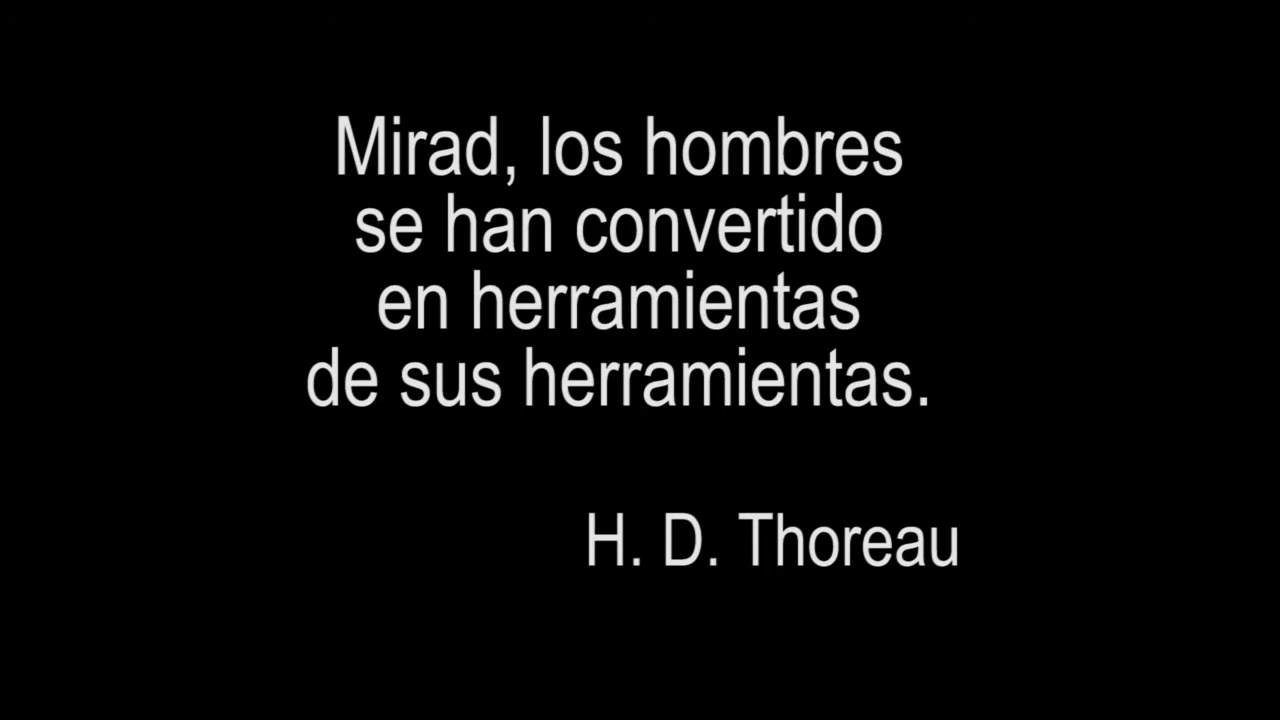 Mirad, los hombres
se han convertido
en herramientas
de sus herramientas.
H. D. Thoreau